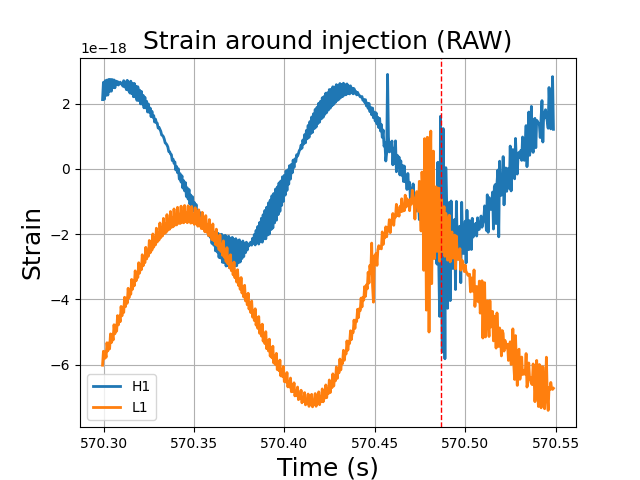 Strain around injection (RAW)
1e−18
2
0
−2
−4
−6
Strain
H1
L1
570.30 570.35 570.40 570.45 570.50 570.55
Time (s)